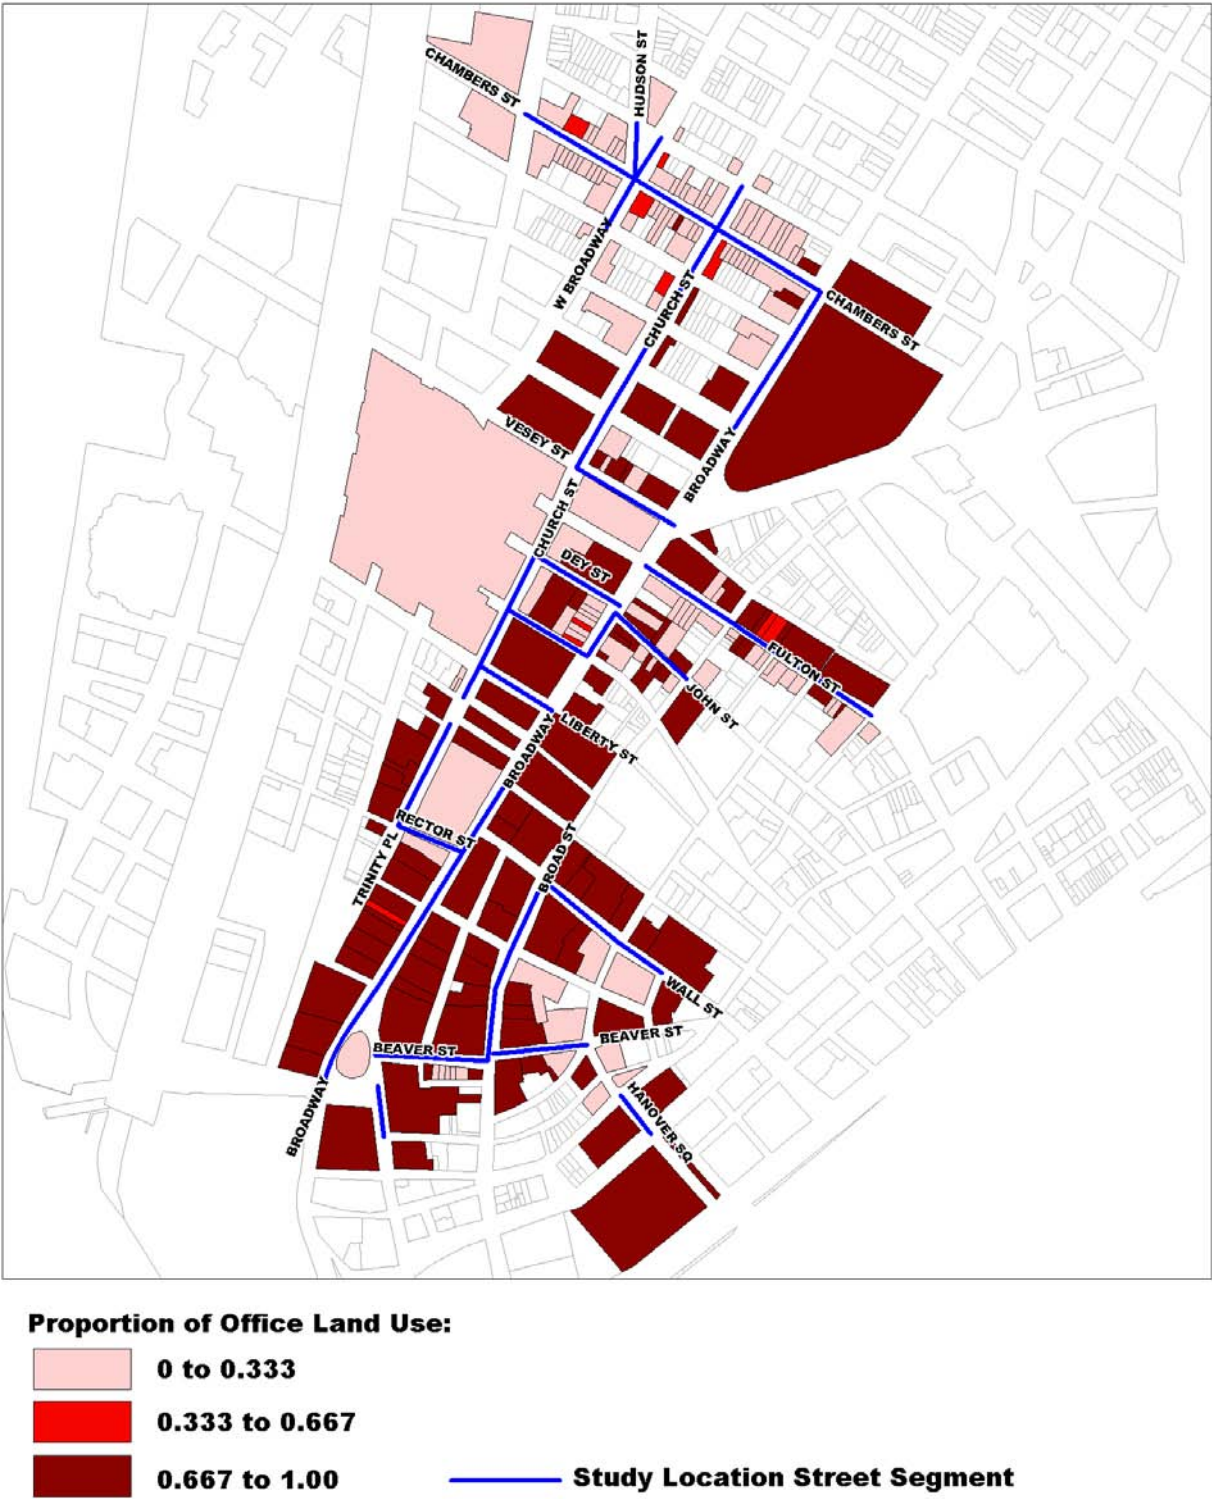 HUDSON ST
CHAMBERS ST
W BROADWAY
CHURCH ST
CHAMBERS ST
VESEY ST
BROADWAY
CHURCH ST
DEY ST
FULTON ST
JOHN ST
LIBERTY ST
BROADWAY
RECTOR ST
TRINITY PL
BROAD ST
WALL ST
BEAVER ST
BEAVER ST
HANOVER SQ
BROADWAY
Proportion of Office Land Use:
0 to 0.333
0.333 to 0.667
0.667 to 1.00
Study Location Street Segment